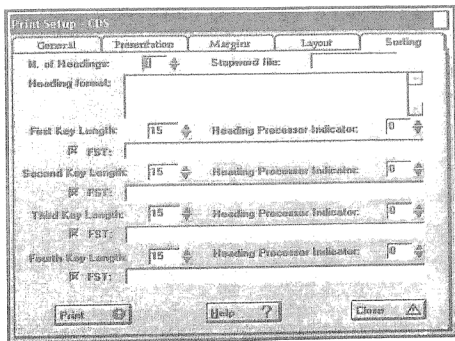 Print Setup - CDS
General Presentation Margins Layout Sorting
N. of Headings: Stopword file:
Heading format:
First Key Length: 15 Heading Processor Indicator: 0
FST:
Second Key Length: 15 Heading Processor Indicator: 0
FST:
Third Key Length: 15 Heading Processor Indicator: 0
FST:
Fourth Key Length: 15 Heading Processor Indicator: 0
FST:
Print Help ? Close